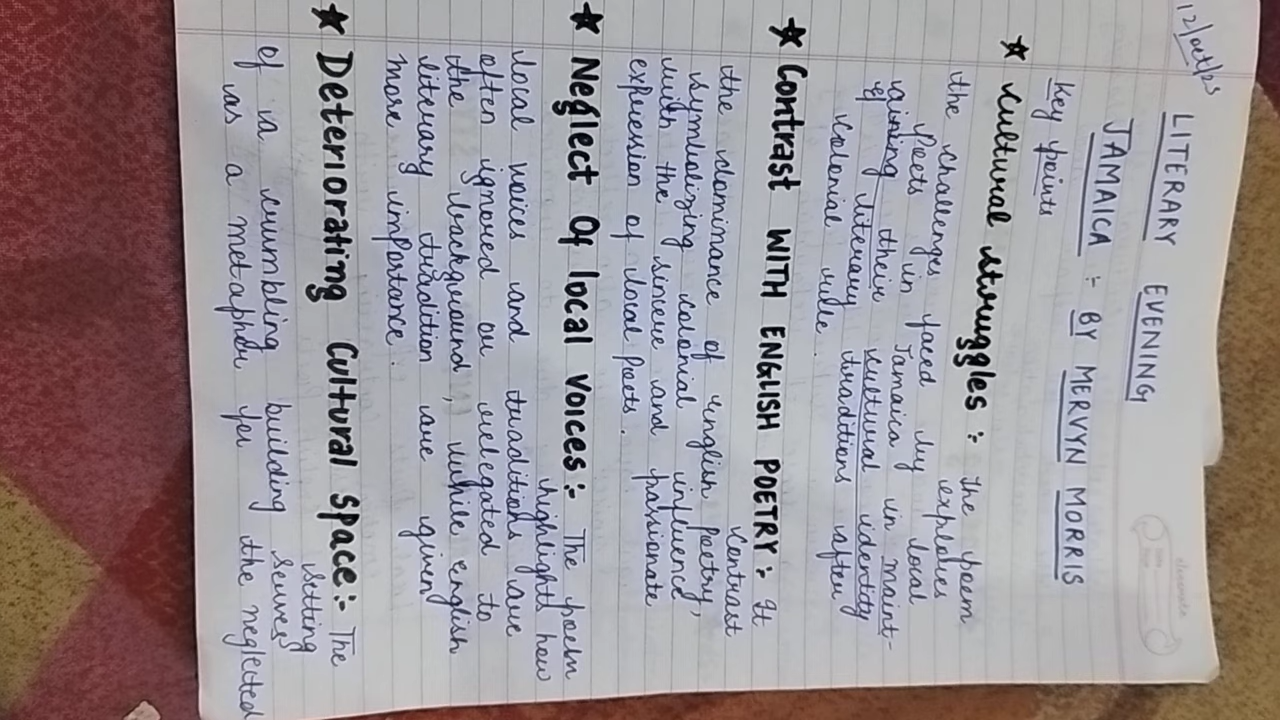 12/oct/25
LITERARY EVENING
JAMAICA :- BY MERVYN MORRIS
Key points
★ Cultural struggles :- The poem explores
the challenges faced by local
poets in Jamaica in maint-
aining their cultural identity
of literary traditions after
colonial rule.
★ Contrast WITH ENGLISH POETRY :- It contrast
the dominance of english poetry,
symbolizing colonial influence
with the sincere and passionate
expression of local poets.
★ Neglect Of local voices :- The poem highlights how
local voices and traditions are
often ignored or relegated to
the background, while english
literary tradition are given
more importance.
★ Deteriorating Cultural space :- The setting
of a crumbling building serves
as a metaphor for the neglected